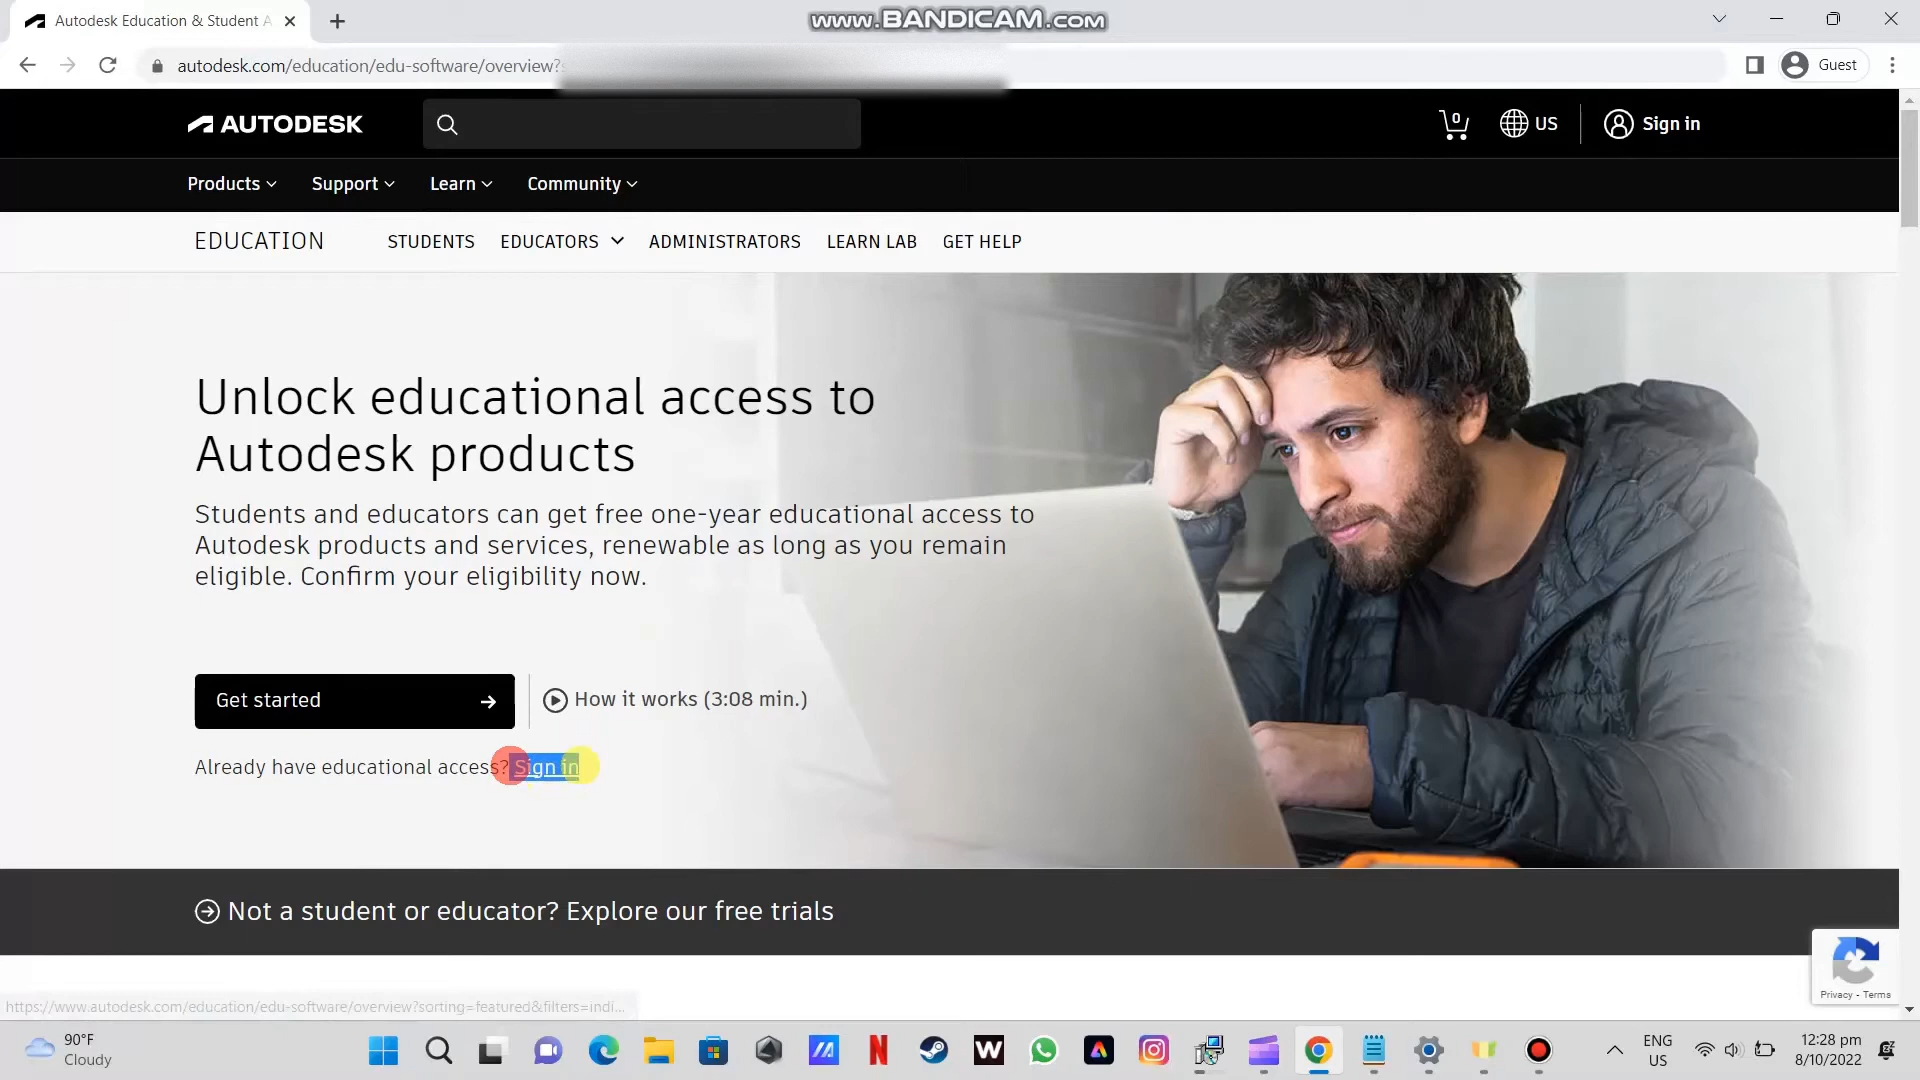 Autodesk Education & Student A
www.BANDICAM.com
autodesk.com/education/edu-software/overview?
Guest
AUTODESK
0
US
Sign in
Products
Support
Learn
Community
EDUCATION
STUDENTS
EDUCATORS
ADMINISTRATORS
LEARN LAB
GET HELP
Unlock educational access to
Autodesk products
Students and educators can get free one-year educational access to
Autodesk products and services, renewable as long as you remain
eligible. Confirm your eligibility now.
Get started
How it works (3:08 min.)
Already have educational access? Sign in
Not a student or educator? Explore our free trials
Privacy - Terms
https://www.autodesk.com/education/edu-software/overview?sorting=featured&filters=indi...
90°F
Cloudy
ENG
US
12:28 pm
8/10/2022